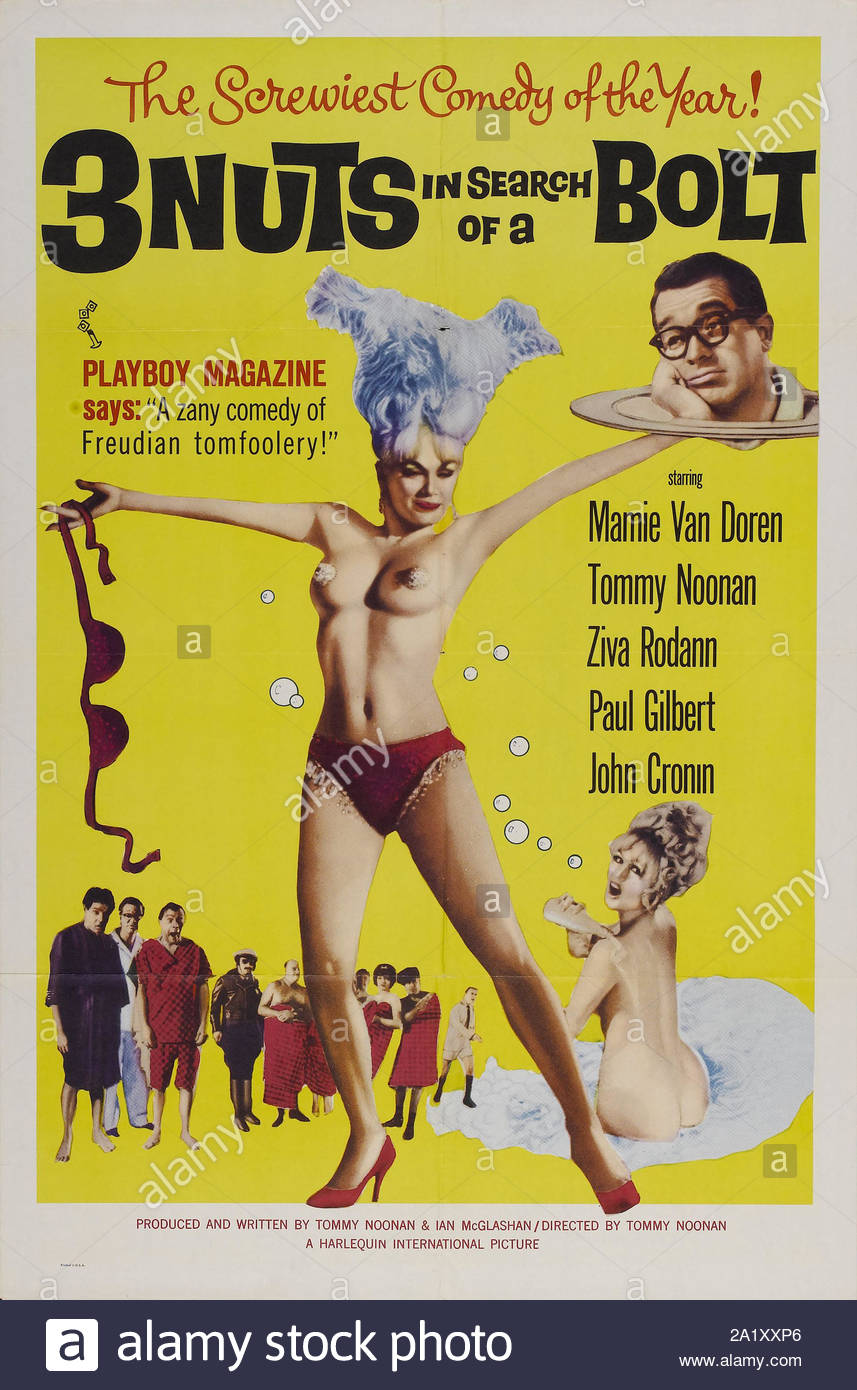 The Screwiest Comedy of the Year!
3 NUTS IN SEARCH OF a BOLT
PLAYBOY MAGAZINE
says: "A zany comedy of
Freudian tomfoolery!"
starring
Mamie Van Doren
Tommy Noonan
Ziva Rodann
Paul Gilbert
John Cronin
PRODUCED AND WRITTEN BY TOMMY NOONAN & IAN McGLASHAN/DIRECTED BY TOMMY NOONAN
A HARLEQUIN INTERNATIONAL PICTURE
a alamy stock photo
2A1XXP6
www.alamy.com
alamy
a